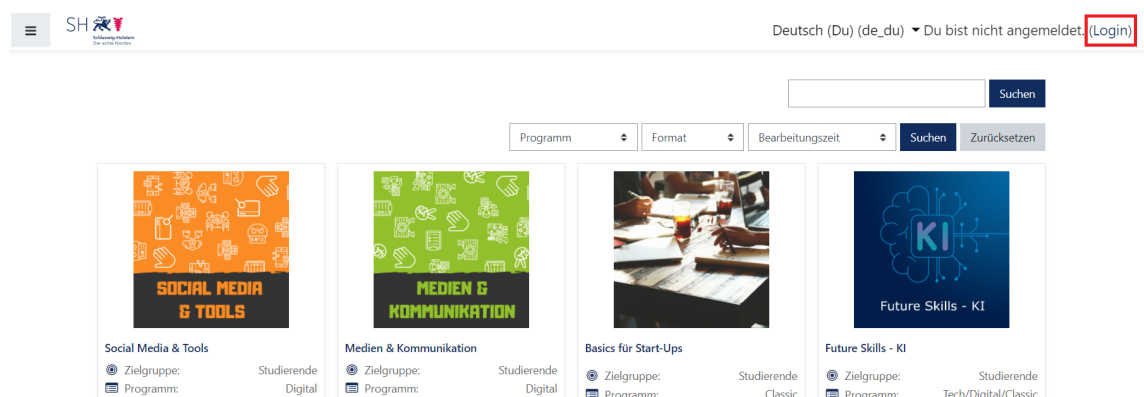 SH
Schleswig-Holstein
Der echte Norden
Deutsch (Du) (de_du) Du bist nicht angemeldet. (Login)
Suchen
Programm Format Bearbeitungszeit Suchen Zurücksetzen
SOCIAL MEDIA
& TOOLS
MEDIEN &
KOMMUNIKATION
KI
Future Skills - KI
Social Media & Tools Medien & Kommunikation Basics für Start-Ups Future Skills - KI
Zielgruppe: Studierende Zielgruppe: Studierende Zielgruppe: Studierende Zielgruppe: Studierende
Programm: Digital Programm: Digital Programm: Classic Programm: Tech/Digital/Classic